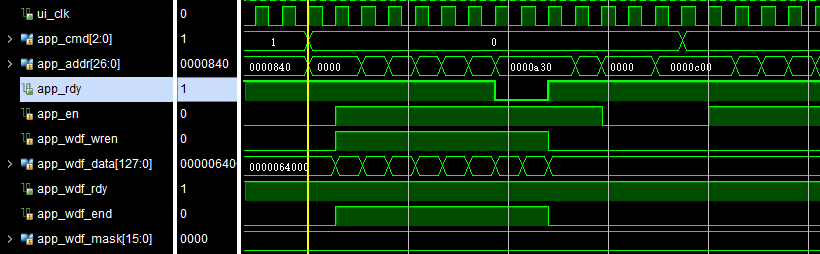 ui_clk 0
app_cmd[2:0] 1 1 0
app_addr[26:0] 0000840 0000840 0000 0000a30 0000 0000c00
app_rdy 1
app_en 0
app_wdf_wren 0
app_wdf_data[127:0] 0000064000 0000064000
app_wdf_rdy 1
app_wdf_end 0
app_wdf_mask[15:0] 0000